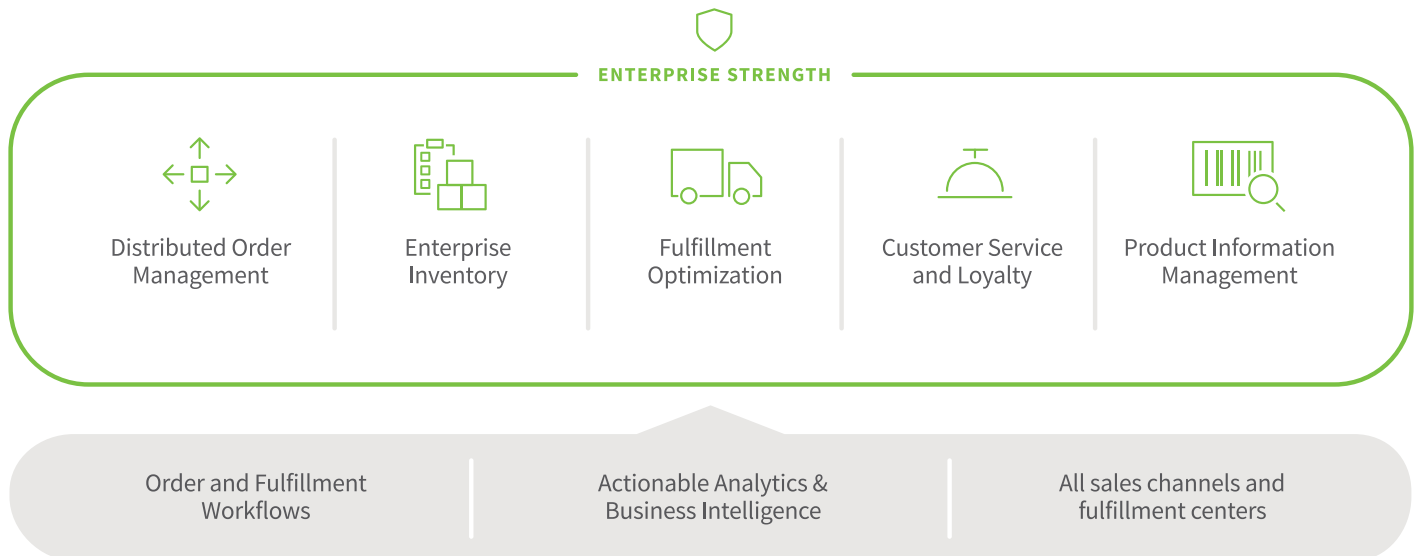 ENTERPRISE STRENGTH
Distributed Order
Management
Enterprise
Inventory
Fulfillment
Optimization
Customer Service
and Loyalty
Product Information
Management
Order and Fulfillment
Workflows
Actionable Analytics &
Business Intelligence
All sales channels and
fulfillment centers